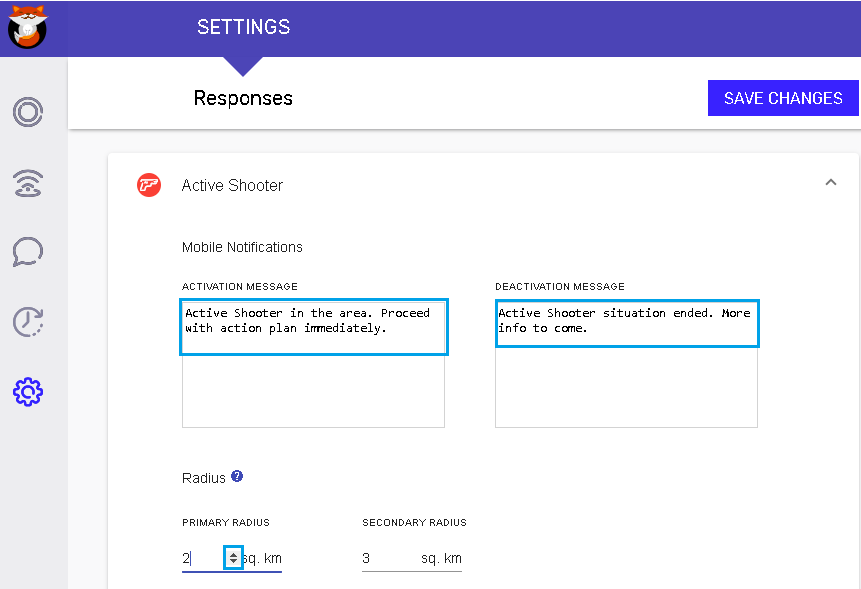 SETTINGS
Responses
SAVE CHANGES
Active Shooter
Mobile Notifications
ACTIVATION MESSAGE
Active Shooter in the area. Proceed
with action plan immediately.
DEACTIVATION MESSAGE
Active Shooter situation ended. More
info to come.
Radius ?
PRIMARY RADIUS
2 sq. km
SECONDARY RADIUS
3 sq. km